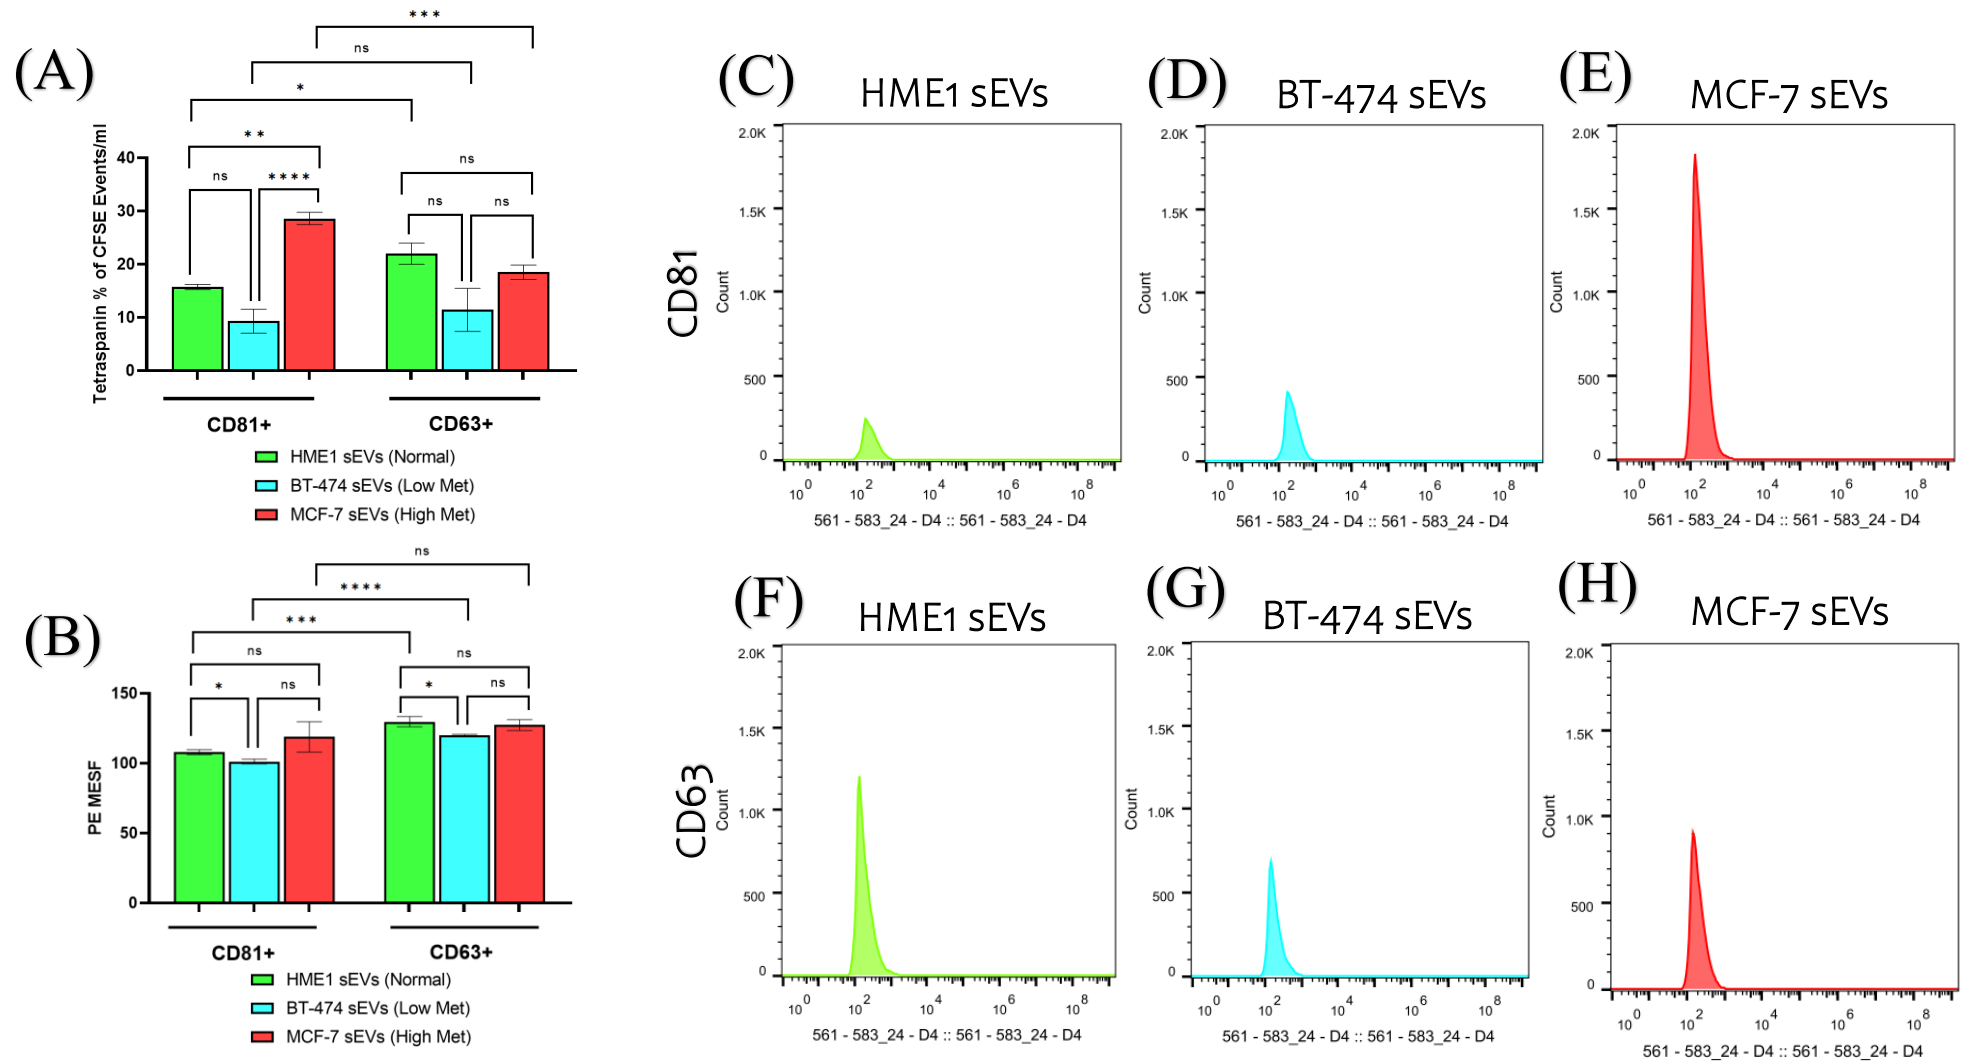 (A)
***
ns
*
**
ns
****
ns
ns
ns
Tetraspanin % of CFSE Events/ml
40
30
20
10
0
CD81+
CD63+
HME1 sEVs (Normal)
BT-474 sEVs (Low Met)
MCF-7 sEVs (High Met)
(B)
ns
****
***
ns
*
ns
ns
*
ns
PE MESF
150
100
50
0
CD81+
CD63+
HME1 sEVs (Normal)
BT-474 sEVs (Low Met)
MCF-7 sEVs (High Met)
CD81
(C)
HME1 sEVs
Count
2.0K
1.5K
1.0K
500
0
10^0 10^2 10^4 10^6 10^8
561 - 583_24 - D4 :: 561 - 583_24 - D4
(D)
BT-474 sEVs
Count
2.0K
1.5K
1.0K
500
0
10^0 10^2 10^4 10^6 10^8
561 - 583_24 - D4 :: 561 - 583_24 - D4
(E)
MCF-7 sEVs
Count
2.0K
1.5K
1.0K
500
0
10^0 10^2 10^4 10^6 10^8
561 - 583_24 - D4 :: 561 - 583_24 - D4
CD63
(F)
HME1 sEVs
Count
2.0K
1.5K
1.0K
500
0
10^0 10^2 10^4 10^6 10^8
561 - 583_24 - D4 :: 561 - 583_24 - D4
(G)
BT-474 sEVs
Count
2.0K
1.5K
1.0K
500
0
10^0 10^2 10^4 10^6 10^8
561 - 583_24 - D4 :: 561 - 583_24 - D4
(H)
MCF-7 sEVs
Count
2.0K
1.5K
1.0K
500
0
10^0 10^2 10^4 10^6 10^8
561 - 583_24 - D4 :: 561 - 583_24 - D4